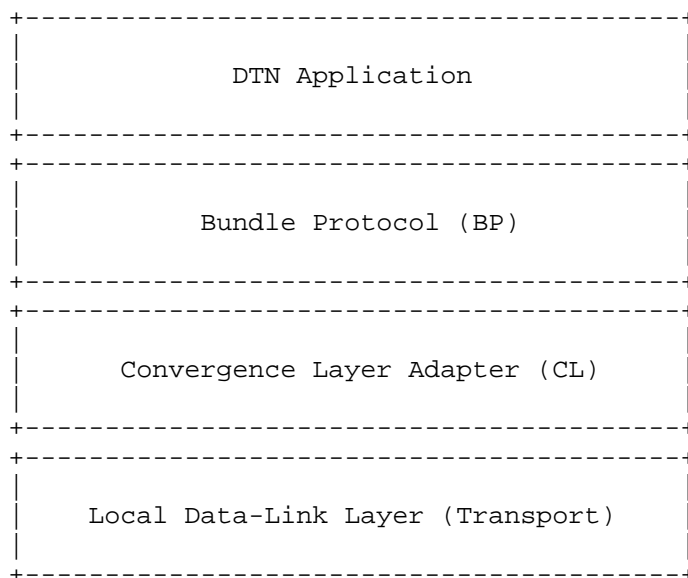 DTN Application
Bundle Protocol (BP)
Convergence Layer Adapter (CL)
Local Data-Link Layer (Transport)